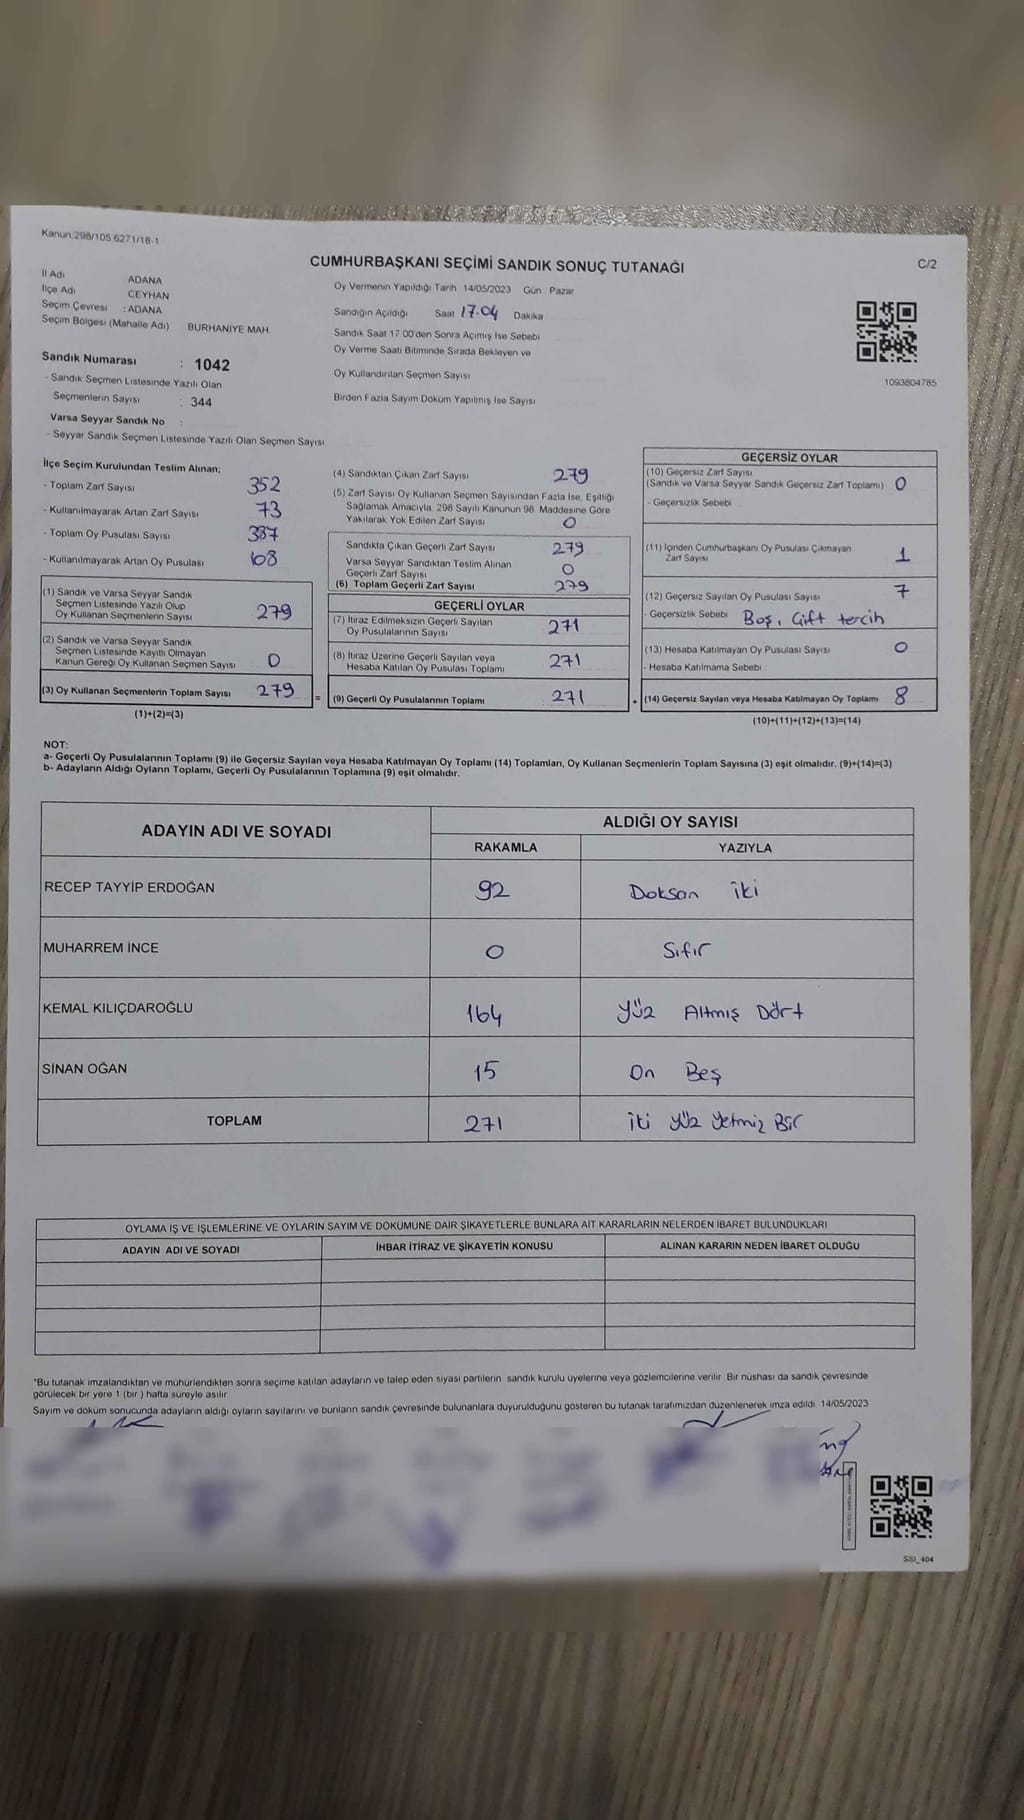 Kanun:298/105,6271/18-1
CUMHURBAŞKANI SEÇİMİ SANDIK SONUÇ TUTANAĞI
C/2
İl Adı ADANA
İlçe Adı CEYHAN
Seçim Çevresi : ADANA
Seçim Bölgesi (Mahalle Adı) BURHANİYE MAH.
Sandık Numarası : 1042
- Sandık Seçmen Listesinde Yazılı Olan
Seçmenlerin Sayısı : 344
Varsa Seyyar Sandık No :
- Seyyar Sandık Seçmen Listesinde Yazılı Olan Seçmen Sayısı
Oy Vermenin Yapıldığı Tarih 14/05/2023 Gün Pazar
Sandığın Açıldığı Saat 17.04 Dakika
Sandık Saat 17:00'den Sonra Açımış İse Sebebi
Oy Verme Saati Bitiminde Sırada Bekleyen ve
Oy Kullandırılan Seçmen Sayısı
Birden Fazla Sayım Döküm Yapılmış İse Sayısı
1093804785
İlçe Seçim Kurulundan Teslim Alınan;
- Toplam Zarf Sayısı 352
- Kullanılmayarak Artan Zarf Sayısı 73
- Toplam Oy Pusulası Sayısı 387
- Kullanılmayarak Artan Oy Pusulası 108
(1) Sandık ve Varsa Seyyar Sandık
Seçmen Listesinde Yazılı Olup
Oy Kullanan Seçmenlerin Sayısı 279
(2) Sandık ve Varsa Seyyar Sandık
Seçmen Listesinde Kayıtlı Olmayan
Kanun Gereği Oy Kullanan Seçmen Sayısı 0
(3) Oy Kullanan Seçmenlerin Toplam Sayısı 279 =
(1)+(2)=(3)
(4) Sandıktan Çıkan Zarf Sayısı 279
(5) Zarf Sayısı Oy Kullanan Seçmen Sayısından Fazla İse, Eşitliği
Sağlamak Amacıyla, 298 Sayılı Kanunun 98. Maddesine Göre
Yakılarak Yok Edilen Zarf Sayısı 0
Sandıkta Çıkan Geçerli Zarf Sayısı 279
Varsa Seyyar Sandıktan Teslim Alınan
Geçerli Zarf Sayısı 0
(6) Toplam Geçerli Zarf Sayısı 279
GEÇERLİ OYLAR
(7) İtiraz Edilmeksizin Geçerli Sayılan
Oy Pusulalarının Sayısı 271
(8) İtiraz Üzerine Geçerli Sayılan veya
Hesaba Katılan Oy Pusulası Toplamı 271
(9) Geçerli Oy Pusulalarının Toplamı 271 +
GEÇERSİZ OYLAR
(10) Geçersiz Zarf Sayısı
(Sandık ve Varsa Seyyar Sandık Geçersiz Zarf Toplamı) 0
- Geçersizlik Sebebi
(11) İçinden Cumhurbaşkanı Oy Pusulası Çıkmayan
Zarf Sayısı 1
(12) Geçersiz Sayılan Oy Pusulası Sayısı 7
- Geçersizlik Sebebi Boş, Çift tercih
(13) Hesaba Katılmayan Oy Pusulası Sayısı 0
- Hesaba Katılmama Sebebi
(14) Geçersiz Sayılan veya Hesaba Katılmayan Oy Toplamı 8
(10)+(11)+(12)+(13)=(14)
NOT:
a- Geçerli Oy Pusulalarının Toplamı (9) ile Geçersiz Sayılan veya Hesaba Katılmayan Oy Toplamı (14) Toplamları, Oy Kullanan Seçmenlerin Toplam Sayısına (3) eşit olmalıdır. (9)+(14)=(3)
b- Adayların Aldığı Oyların Toplamı, Geçerli Oy Pusulalarının Toplamına (9) eşit olmalıdır.
ADAYIN ADI VE SOYADI
ALDIĞI OY SAYISI
RAKAMLA YAZIYLA
RECEP TAYYİP ERDOĞAN 92 Doksan iki
MUHARREM İNCE 0 Sıfır
KEMAL KILIÇDAROĞLU 164 Yüz Altmış Dört
SİNAN OĞAN 15 On Beş
TOPLAM 271 iki yüz Yetmiz Bir
OYLAMA İŞ VE İŞLEMLERİNE VE OYLARIN SAYIM VE DÖKÜMÜNE DAİR ŞİKAYETLERLE BUNLARA AİT KARARLARIN NELERDEN İBARET BULUNDUKLARI
ADAYIN ADI VE SOYADI İHBAR İTİRAZ VE ŞİKAYETİN KONUSU ALINAN KARARIN NEDEN İBARET OLDUĞU
*Bu tutanak imzalandıktan ve mühürlendikten sonra seçime katılan adayların ve talep eden siyasi partilerin sandık kurulu üyelerine veya gözlemcilerine verilir. Bir nüshası da sandık çevresinde
görülecek bir yere 1 (bir) hafta süreyle asılır
Sayım ve döküm sonucunda adayların aldığı oyların sayılarını ve bunların sandık çevresinde bulunanlara duyurulduğunu gösteren bu tutanak tarafımızdan düzenlenerek imza edildi. 14/05/2023
SSI_404